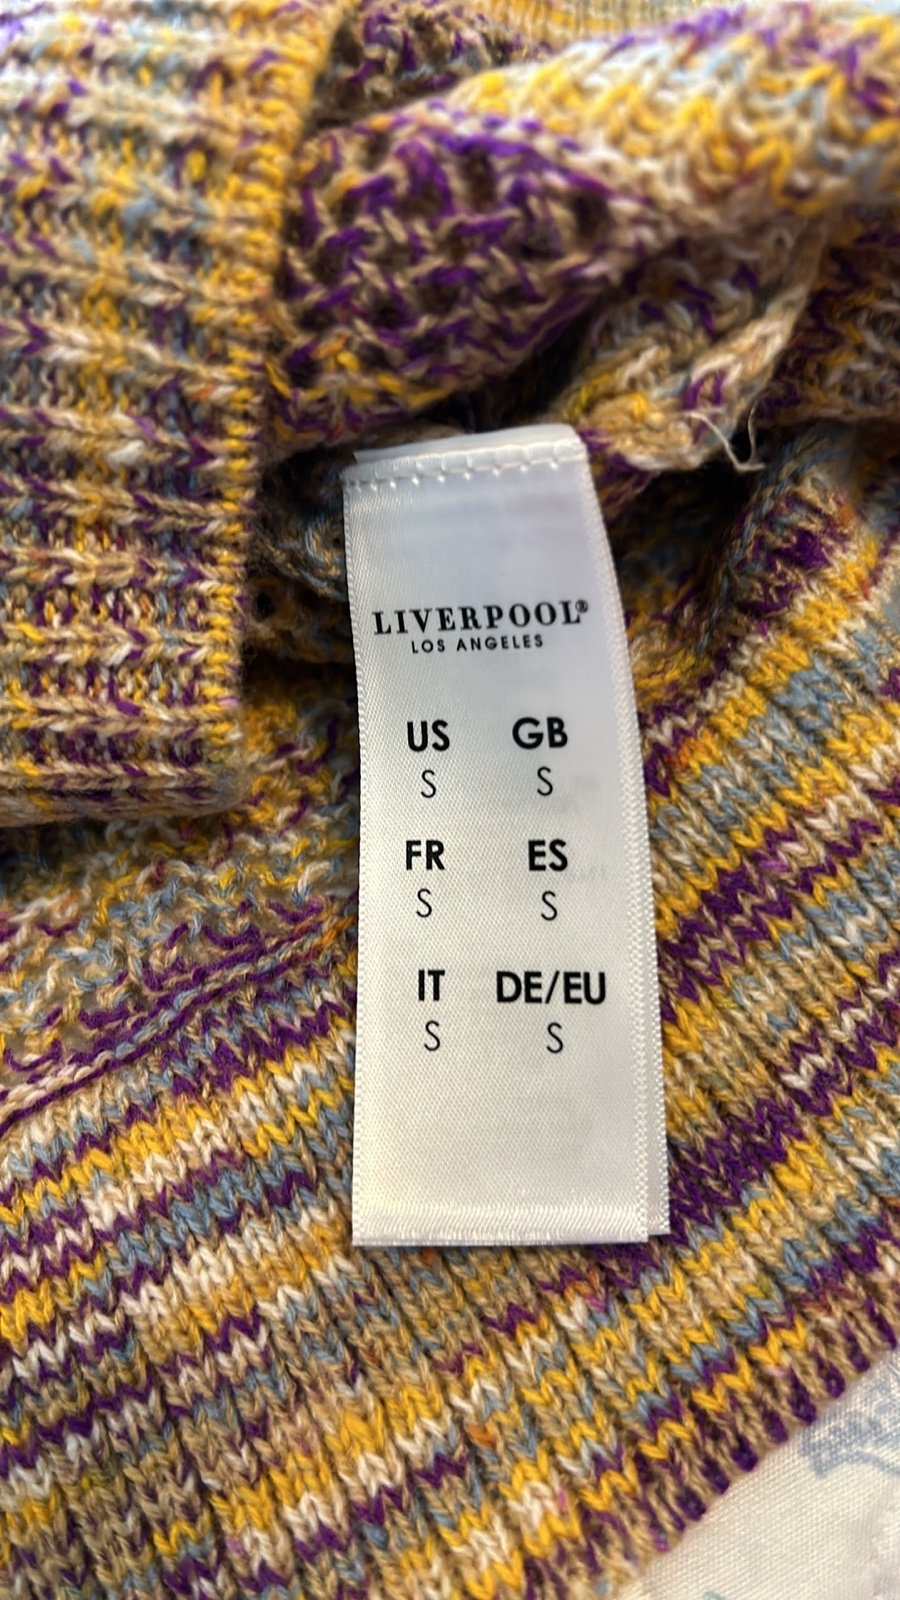 LIVERPOOL®
LOS ANGELES
US GB
S S
FR ES
S S
IT DE/EU
S S